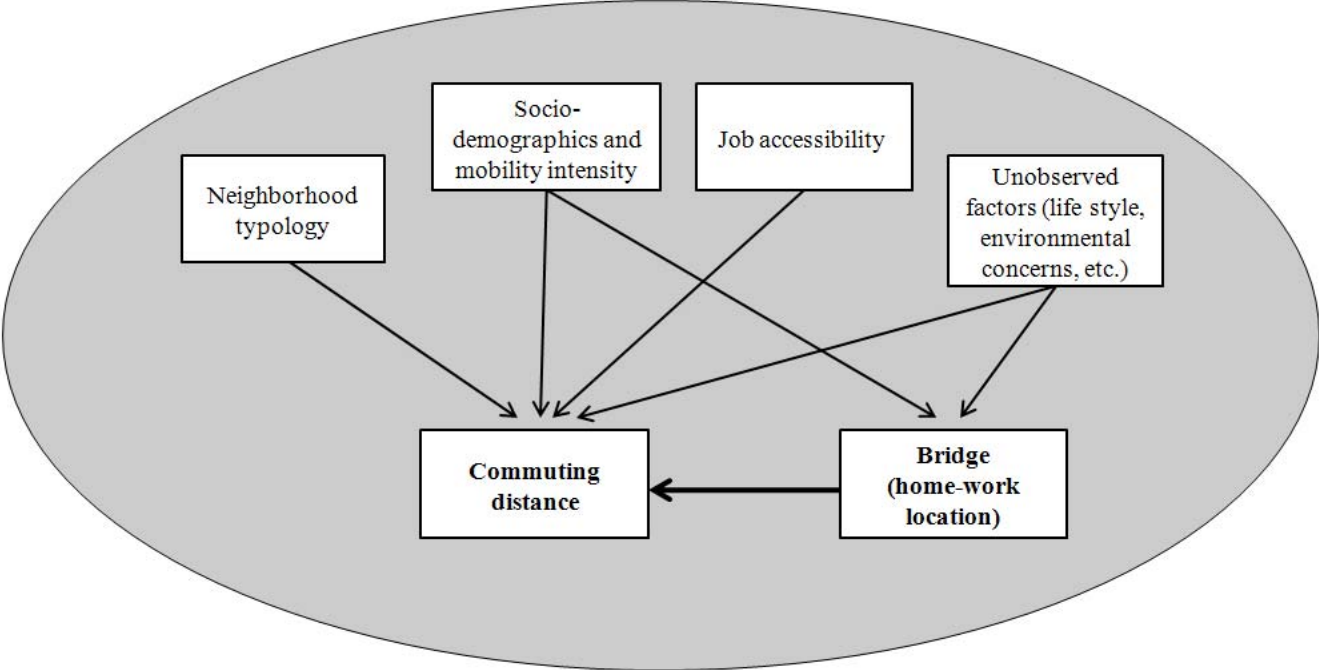 Neighborhood
typology
Socio-
demographics and
mobility intensity
Job accessibility
Unobserved
factors (life style,
environmental
concerns, etc.)
Commuting
distance
Bridge
(home-work
location)